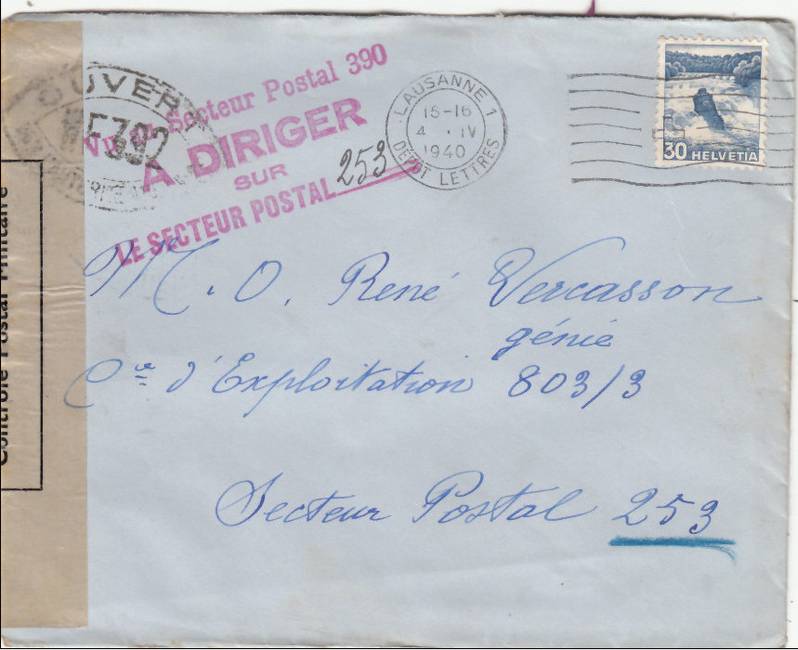 OUVERT
Vu au Secteur Postal 390
A DIRIGER
SUR
LE SECTEUR POSTAL 253
LAUSANNE 1
15-16
4 . IV
1940
DÉPÔT LETTRES
30 HELVETIA
Contrôle Postal Militaire
M. O. René Vercasson
génie
Cie d'Exploitation 803/3
Secteur Postal 253